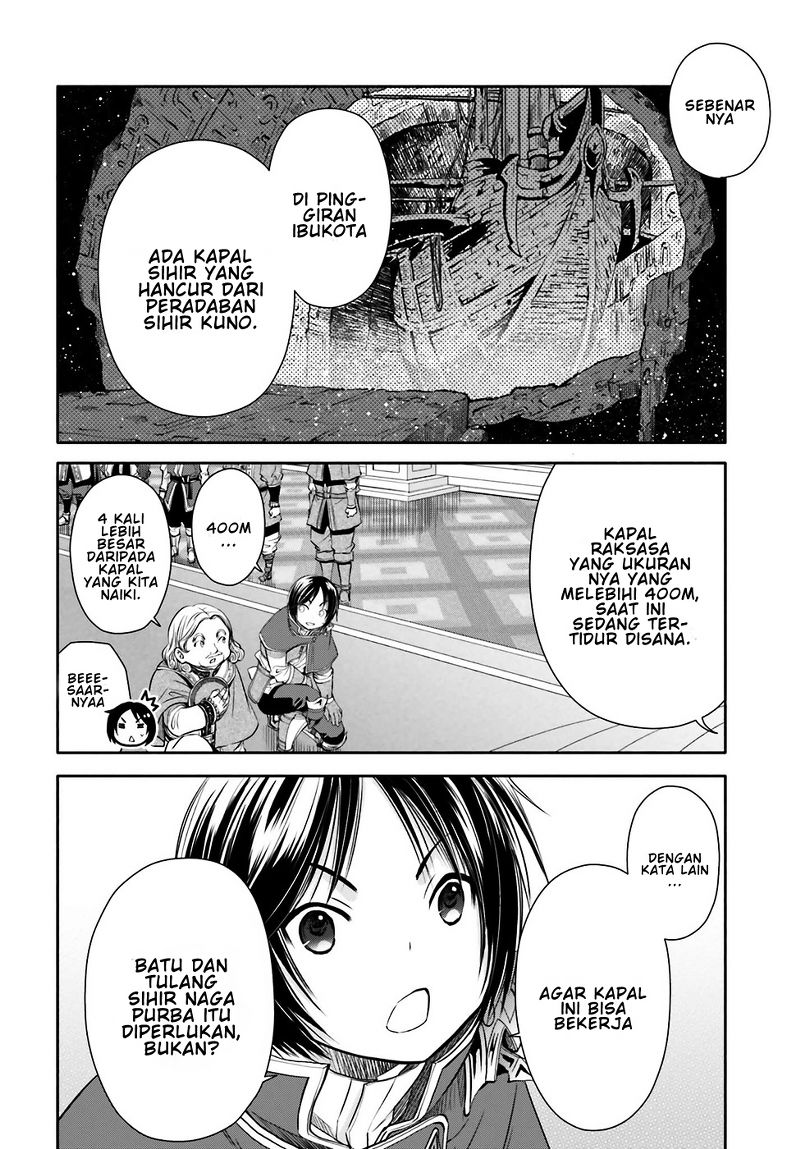 SEBENAR
NYA
DI PING-
GIRAN
IBUKOTA
ADA KAPAL
SIHIR YANG
HANCUR DARI
PERADABAN
SIHIR KUNO.
KAPAL
RAKSASA
YANG UKURAN
NYA YANG
MELEBIHI 400M,
SAAT INI
SEDANG TER-
TIDUR DISANA.
400M
...
4 KALI
LEBIH
BESAR
DARIPADA
KAPAL
YANG KITA
NAIKI.
BEEE-
SAAR-
NYAA
DENGAN
KATA LAIN
...
AGAR KAPAL
INI BISA
BEKERJA
BATU DAN
TULANG
SIHIR NAGA
PURBA ITU
DIPERLUKAN,
BUKAN?